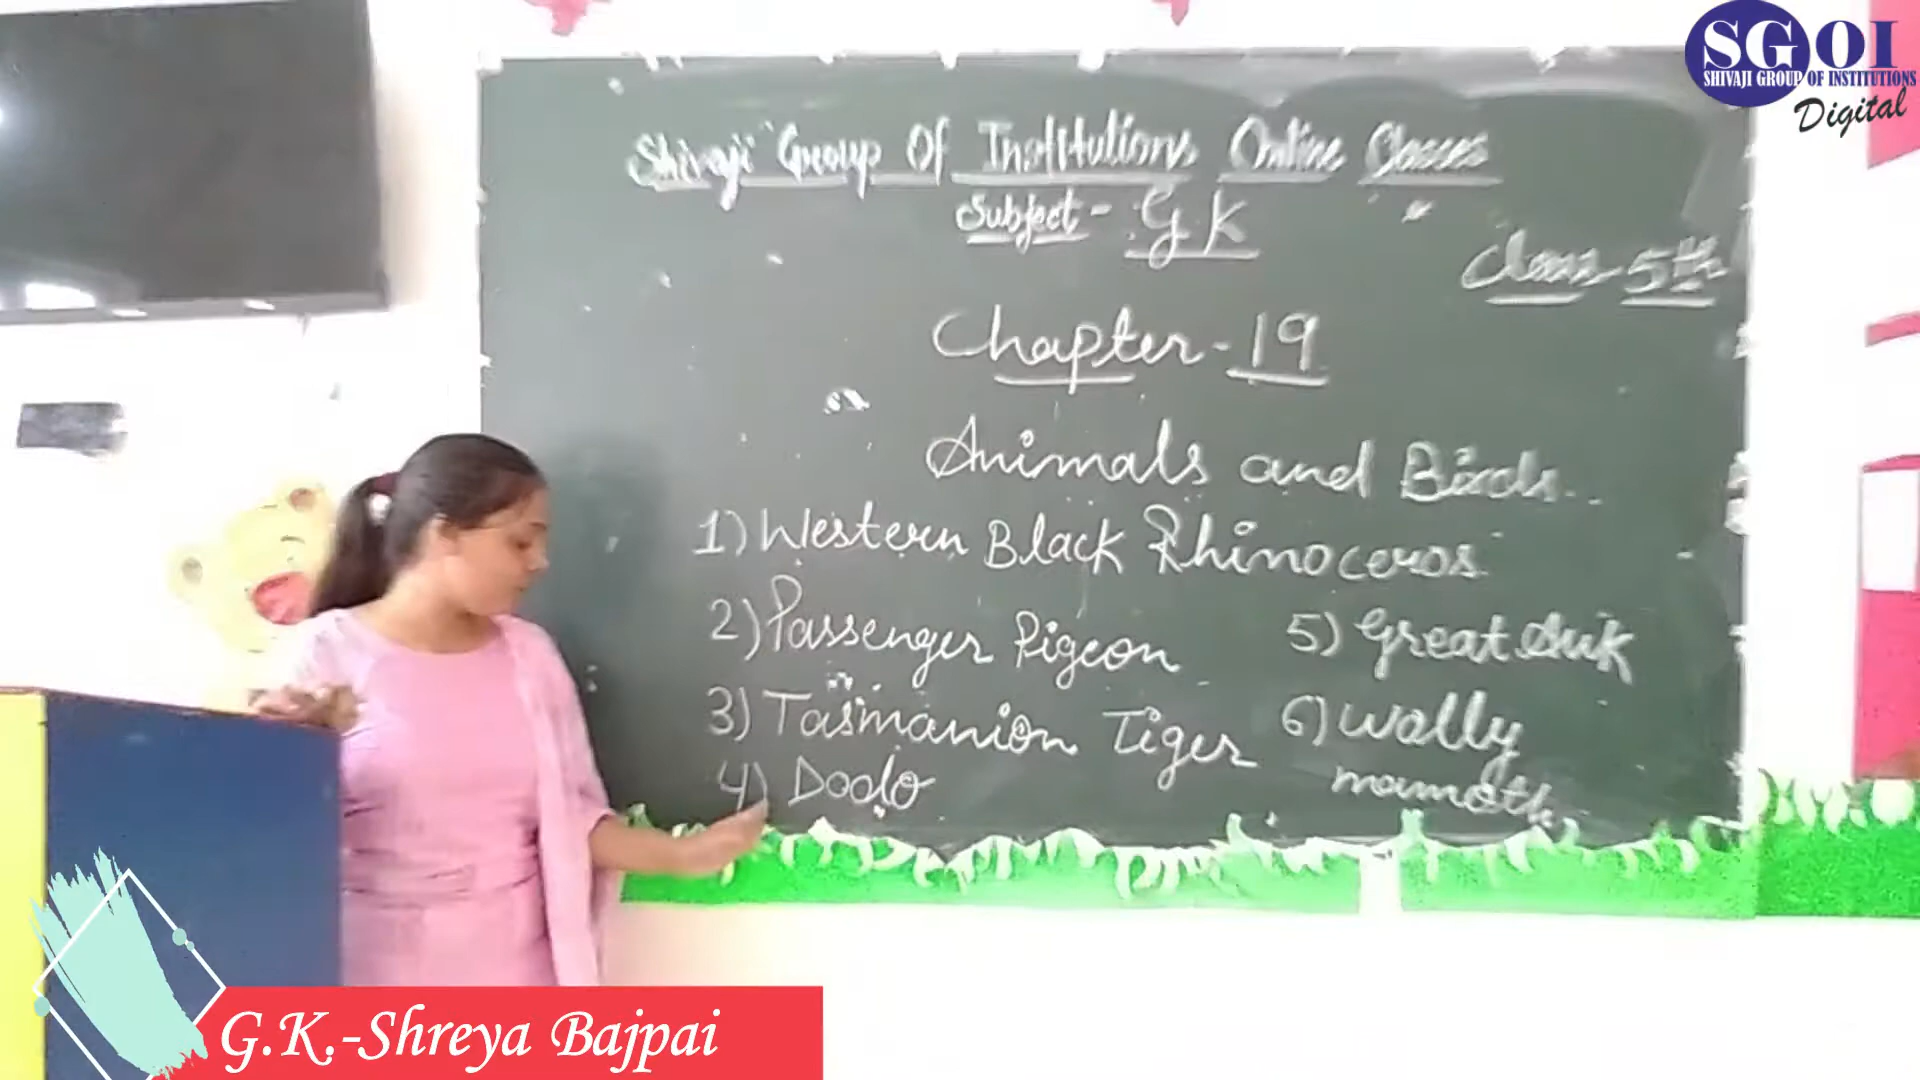 SGOI
SHIVAJI GROUP OF INSTITUTIONS
Digital
Shivaji Group Of Institutions Online Classes
Subject - G K
Class 5th
Chapter - 19
Animals and Birds
1) Western Black Rhinoceros
2) Passenger Pigeon
5) Great Auk
3) Tasmanion Tiger
6) Wolly
mamoth
4) Dodo
G.K.-Shreya Bajpai